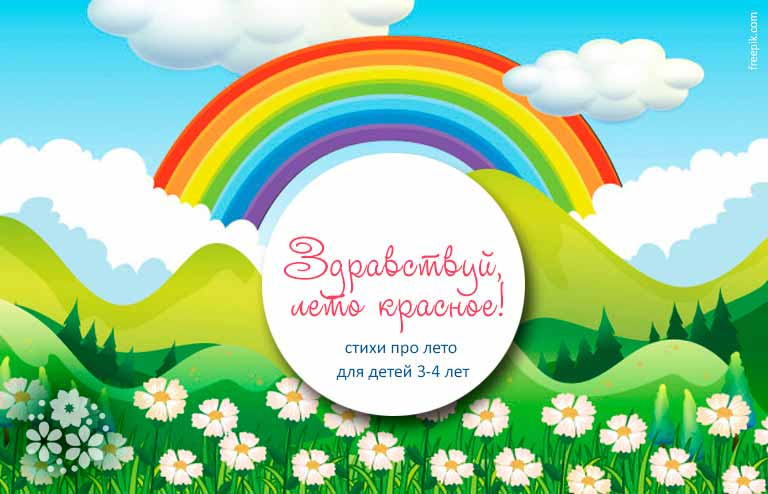 Здравствуй,
лето красное!
стихи про лето
для детей 3-4 лет
freepik.com